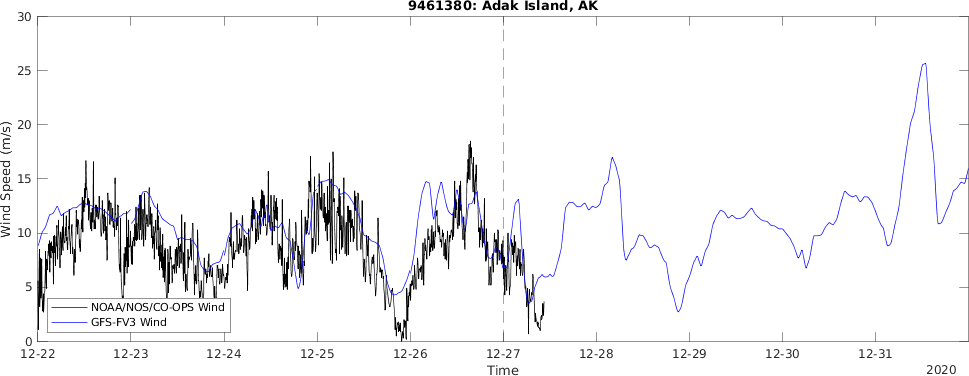 9461380: Adak Island, AK
30
25
20
15
10
5
0
Wind Speed (m/s)
NOAA/NOS/CO-OPS Wind
GFS-FV3 Wind
12-22 12-23 12-24 12-25 12-26 12-27 12-28 12-29 12-30 12-31
Time
2020